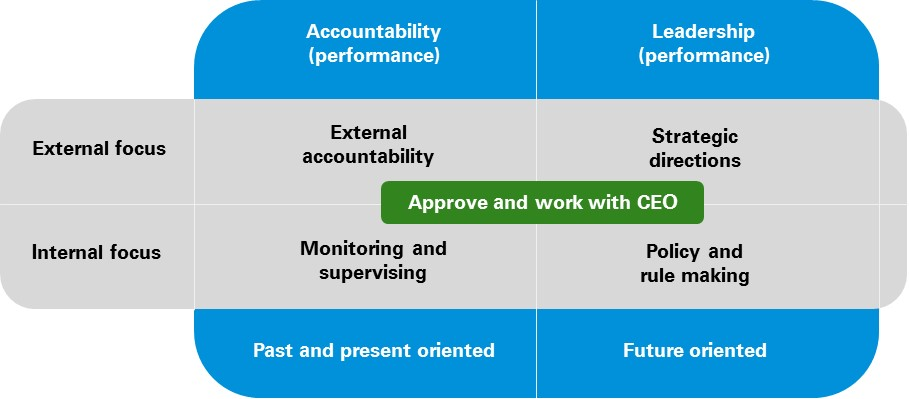 Accountability
(performance)
Leadership
(performance)
External focus
External
accountability
Strategic
directions
Approve and work with CEO
Internal focus
Monitoring and
supervising
Policy and
rule making
Past and present oriented
Future oriented